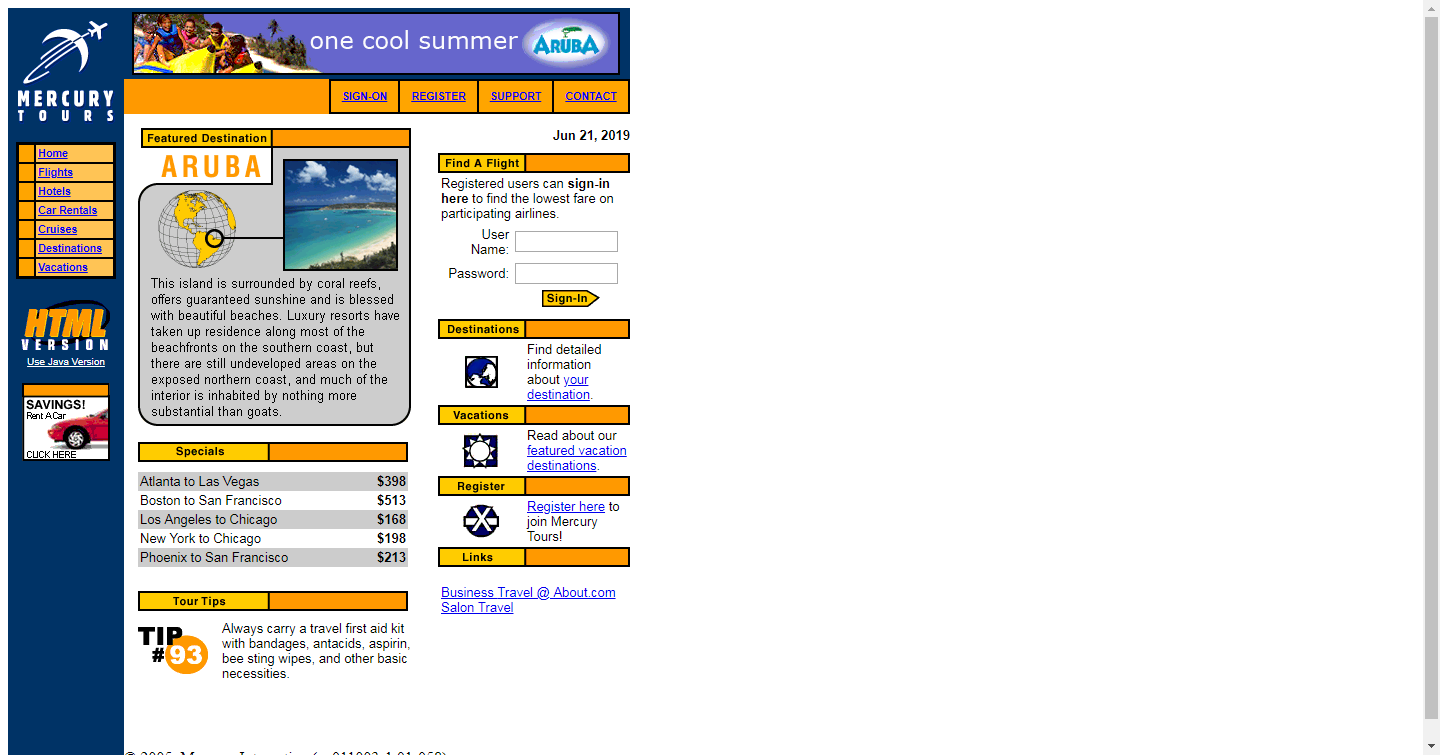 one cool summer ARUBA
MERCURY
TOURS
SIGN-ON REGISTER SUPPORT CONTACT
Home
Flights
Hotels
Car Rentals
Cruises
Destinations
Vacations
HTML
VERSION
Use Java Version
SAVINGS!
Rent A Car
CLICK HERE
Featured Destination
ARUBA
This island is surrounded by coral reefs,
offers guaranteed sunshine and is blessed
with beautiful beaches. Luxury resorts have
taken up residence along most of the
beachfronts on the southern coast, but
there are still undeveloped areas on the
exposed northern coast, and much of the
interior is inhabited by nothing more
substantial than goats.
Specials
Atlanta to Las Vegas $398
Boston to San Francisco $513
Los Angeles to Chicago $168
New York to Chicago $198
Phoenix to San Francisco $213
Tour Tips
TIP
#93
Always carry a travel first aid kit
with bandages, antacids, aspirin,
bee sting wipes, and other basic
necessities.
Jun 21, 2019
Find A Flight
Registered users can sign-in
here to find the lowest fare on
participating airlines.
User
Name:
Password:
Sign-In
Destinations
Find detailed
information
about your
destination.
Vacations
Read about our
featured vacation
destinations.
Register
Register here to
join Mercury
Tours!
Links
Business Travel @ About.com
Salon Travel